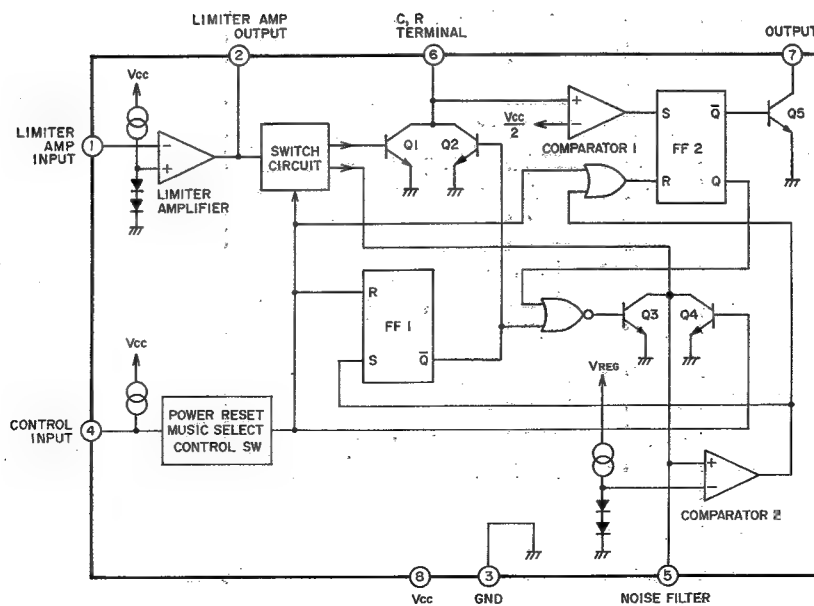 LIMITER AMP
OUTPUT
C, R
TERMINAL
OUTPUT
2
6
7
Vcc
LIMITER
AMP
INPUT
1
−
+
LIMITER
AMPLIFIER
SWITCH
CIRCUIT
Q1
Q2
Vcc
2
+
−
COMPARATOR 1
S
Q
FF 2
R
Q
Q5
R
FF 1
S
Q
Q3
Q4
Vcc
CONTROL
INPUT
4
POWER RESET
MUSIC SELECT
CONTROL SW
VREG
+
−
COMPARATOR 2
8
Vcc
3
GND
5
NOISE FILTER